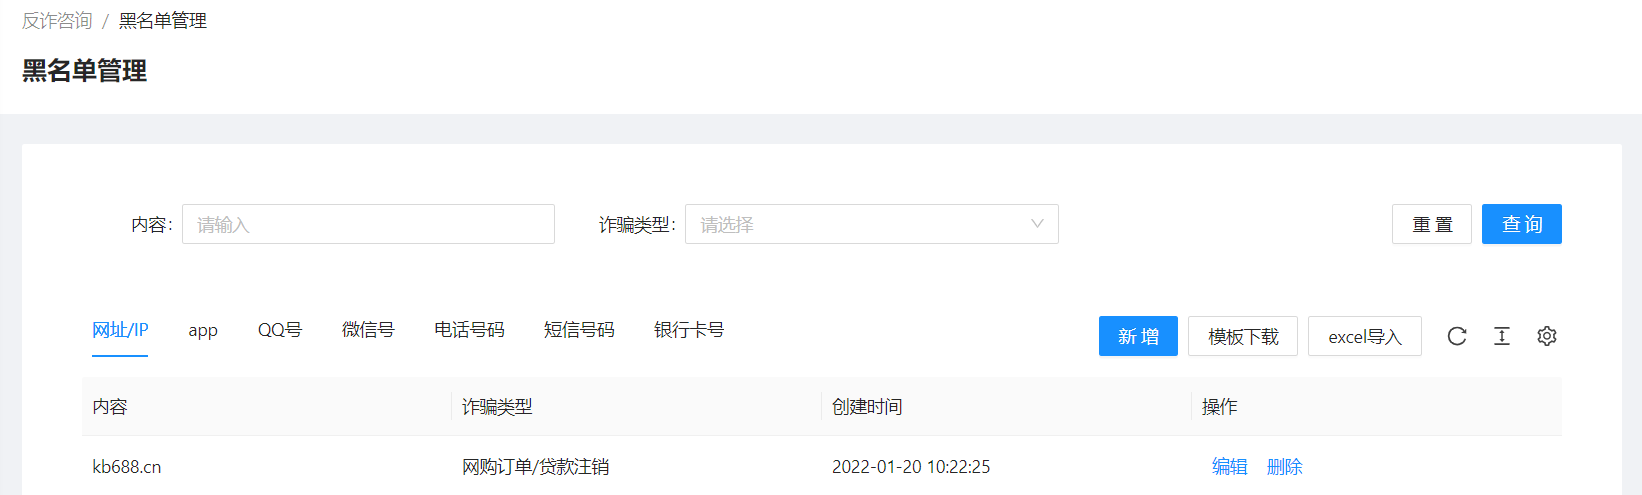 反诈咨询 / 黑名单管理
黑名单管理
内容: 请输入 诈骗类型: 请选择 重置 查询
网址/IP app QQ号 微信号 电话号码 短信号码 银行卡号 新增 模板下载 excel导入
内容 诈骗类型 创建时间 操作
kb688.cn 网购订单/贷款注销 2022-01-20 10:22:25 编辑 删除